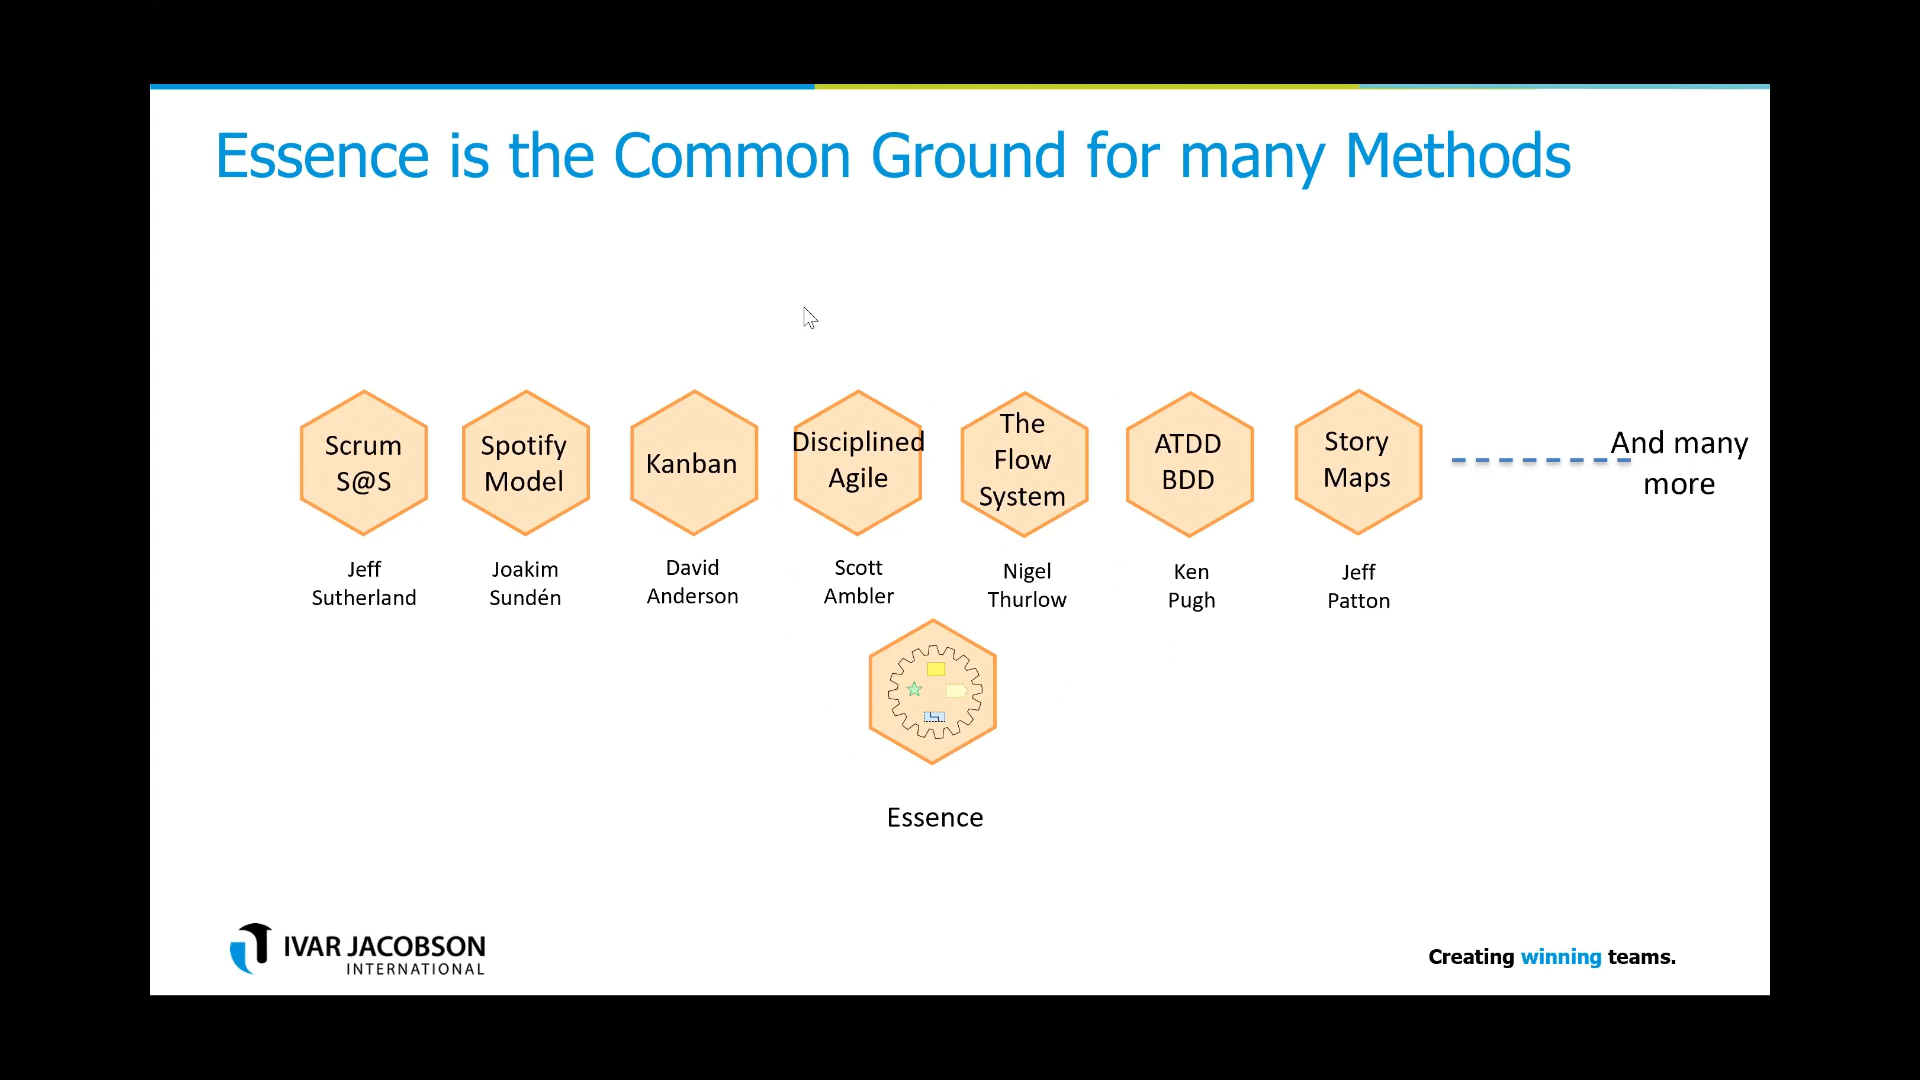 Essence is the Common Ground for many Methods
Scrum
S@S
Spotify
Model
Kanban
Disciplined
Agile
The
Flow
System
ATDD
BDD
Story
Maps
And many
more
Jeff
Sutherland
Joakim
Sundén
David
Anderson
Scott
Ambler
Nigel
Thurlow
Ken
Pugh
Jeff
Patton
Essence
IVAR JACOBSON
INTERNATIONAL
Creating winning teams.